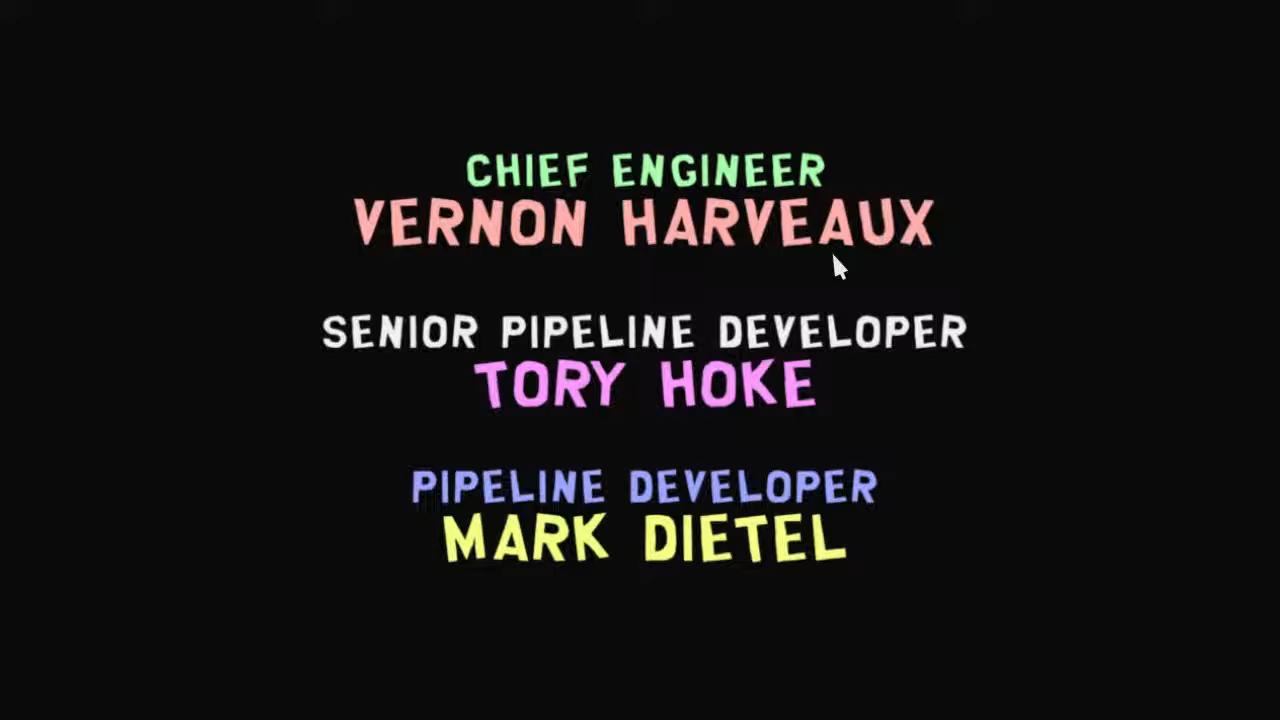 CHIEF ENGINEER
VERNON HARVEAUX
SENIOR PIPELINE DEVELOPER
TORY HOKE
PIPELINE DEVELOPER
MARK DIETEL